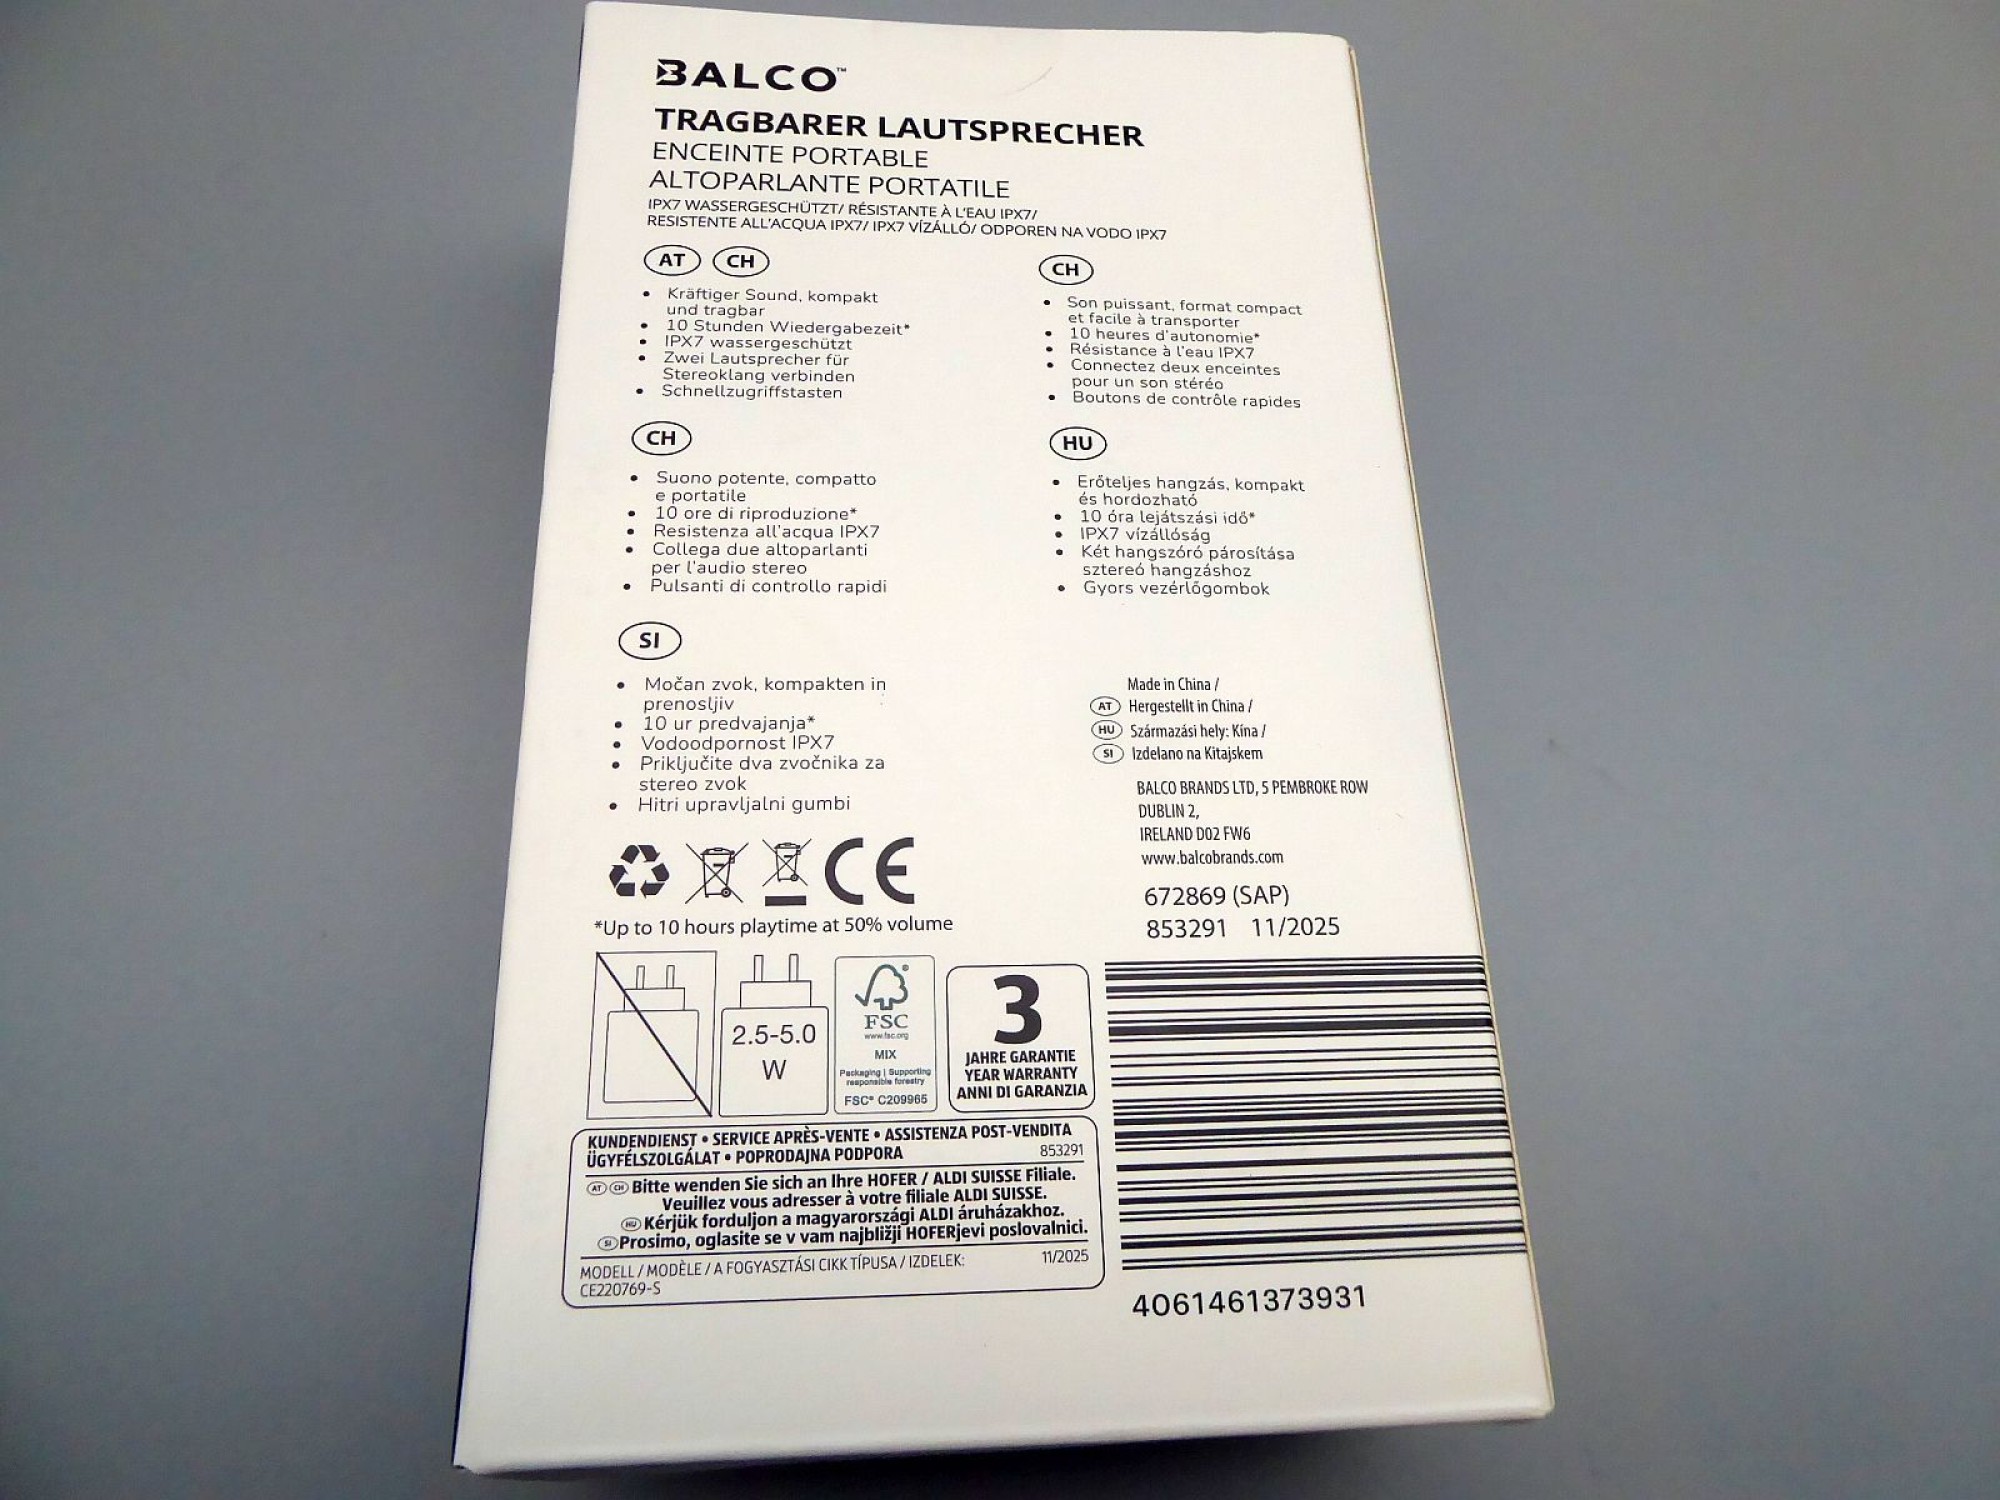 BALCO™
TRAGBARER LAUTSPRECHER
ENCEINTE PORTABLE
ALTOPARLANTE PORTATILE
IPX7 WASSERGESCHÜTZT/ RÉSISTANTE À L'EAU IPX7/
RESISTENTE ALL'ACQUA IPX7/ IPX7 VÍZÁLLÓ/ ODPOREN NA VODO IPX7
AT CH
• Kräftiger Sound, kompakt
und tragbar
• 10 Stunden Wiedergabezeit*
• IPX7 wassergeschützt
• Zwei Lautsprecher für
Stereoklang verbinden
• Schnellzugriffstasten
CH
• Son puissant, format compact
et facile à transporter
• 10 heures d'autonomie*
• Résistance à l'eau IPX7
• Connectez deux enceintes
pour un son stéréo
• Boutons de contrôle rapides
CH
• Suono potente, compatto
e portatile
• 10 ore di riproduzione*
• Resistenza all'acqua IPX7
• Collega due altoparlanti
per l'audio stereo
• Pulsanti di controllo rapidi
HU
• Erőteljes hangzás, kompakt
és hordozható
• 10 óra lejátszási idő*
• IPX7 vízállóság
• Két hangszóró párosítása
sztereó hangzáshoz
• Gyors vezérlőgombok
SI
• Močan zvok, kompakten in
prenosljiv
• 10 ur predvajanja*
• Vodoodpornost IPX7
• Priključite dva zvočnika za
stereo zvok
• Hitri upravljalni gumbi
Made in China /
AT Hergestellt in China /
HU Származási hely: Kína /
SI Izdelano na Kitajskem
BALCO BRANDS LTD, 5 PEMBROKE ROW
DUBLIN 2,
IRELAND D02 FW6
www.balcobrands.com
672869 (SAP)
853291 11/2025
CE
*Up to 10 hours playtime at 50% volume
2.5-5.0
W
FSC®
www.fsc.org
MIX
Packaging | Supporting
responsible forestry
FSC® C209965
3
JAHRE GARANTIE
YEAR WARRANTY
ANNI DI GARANZIA
KUNDENDIENST • SERVICE APRÈS-VENTE • ASSISTENZA POST-VENDITA
ÜGYFÉLSZOLGÁLAT • POPRODAJNA PODPORA 853291
AT CH Bitte wenden Sie sich an Ihre HOFER / ALDI SUISSE Filiale.
Veuillez vous adresser à votre filiale ALDI SUISSE.
HU Kérjük forduljon a magyarországi ALDI áruházakhoz.
SI Prosimo, oglasite se v vam najbližji HOFERjevi poslovalnici.
MODELL / MODÈLE / A FOGYASZTÁSI CIKK TÍPUSA / IZDELEK: 11/2025
CE220769-S
4061461373931